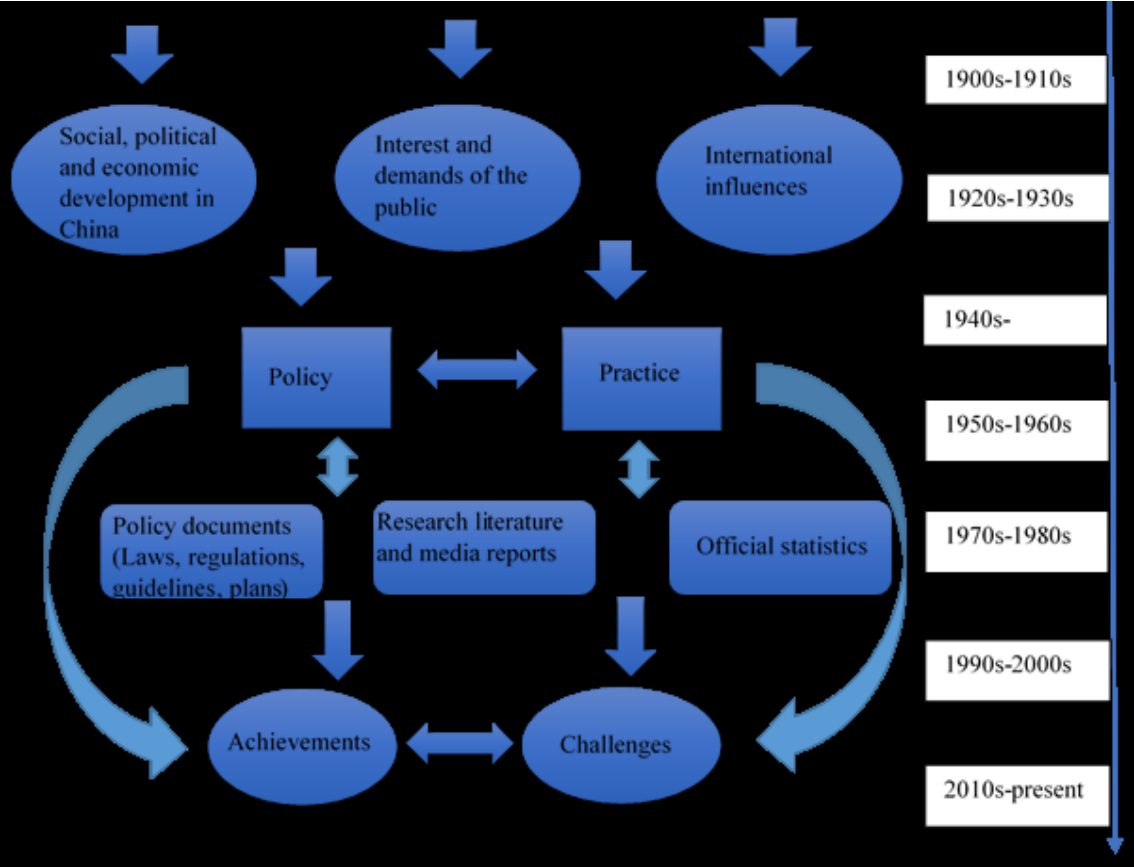 Social, political
and economic
development in
China
Interest and
demands of the
public
International
influences
Policy
Practice
Policy documents
(Laws, regulations,
guidelines, plans)
Research literature
and media reports
Official statistics
Achievements
Challenges
1900s-1910s
1920s-1930s
1940s-
1950s-1960s
1970s-1980s
1990s-2000s
2010s-present